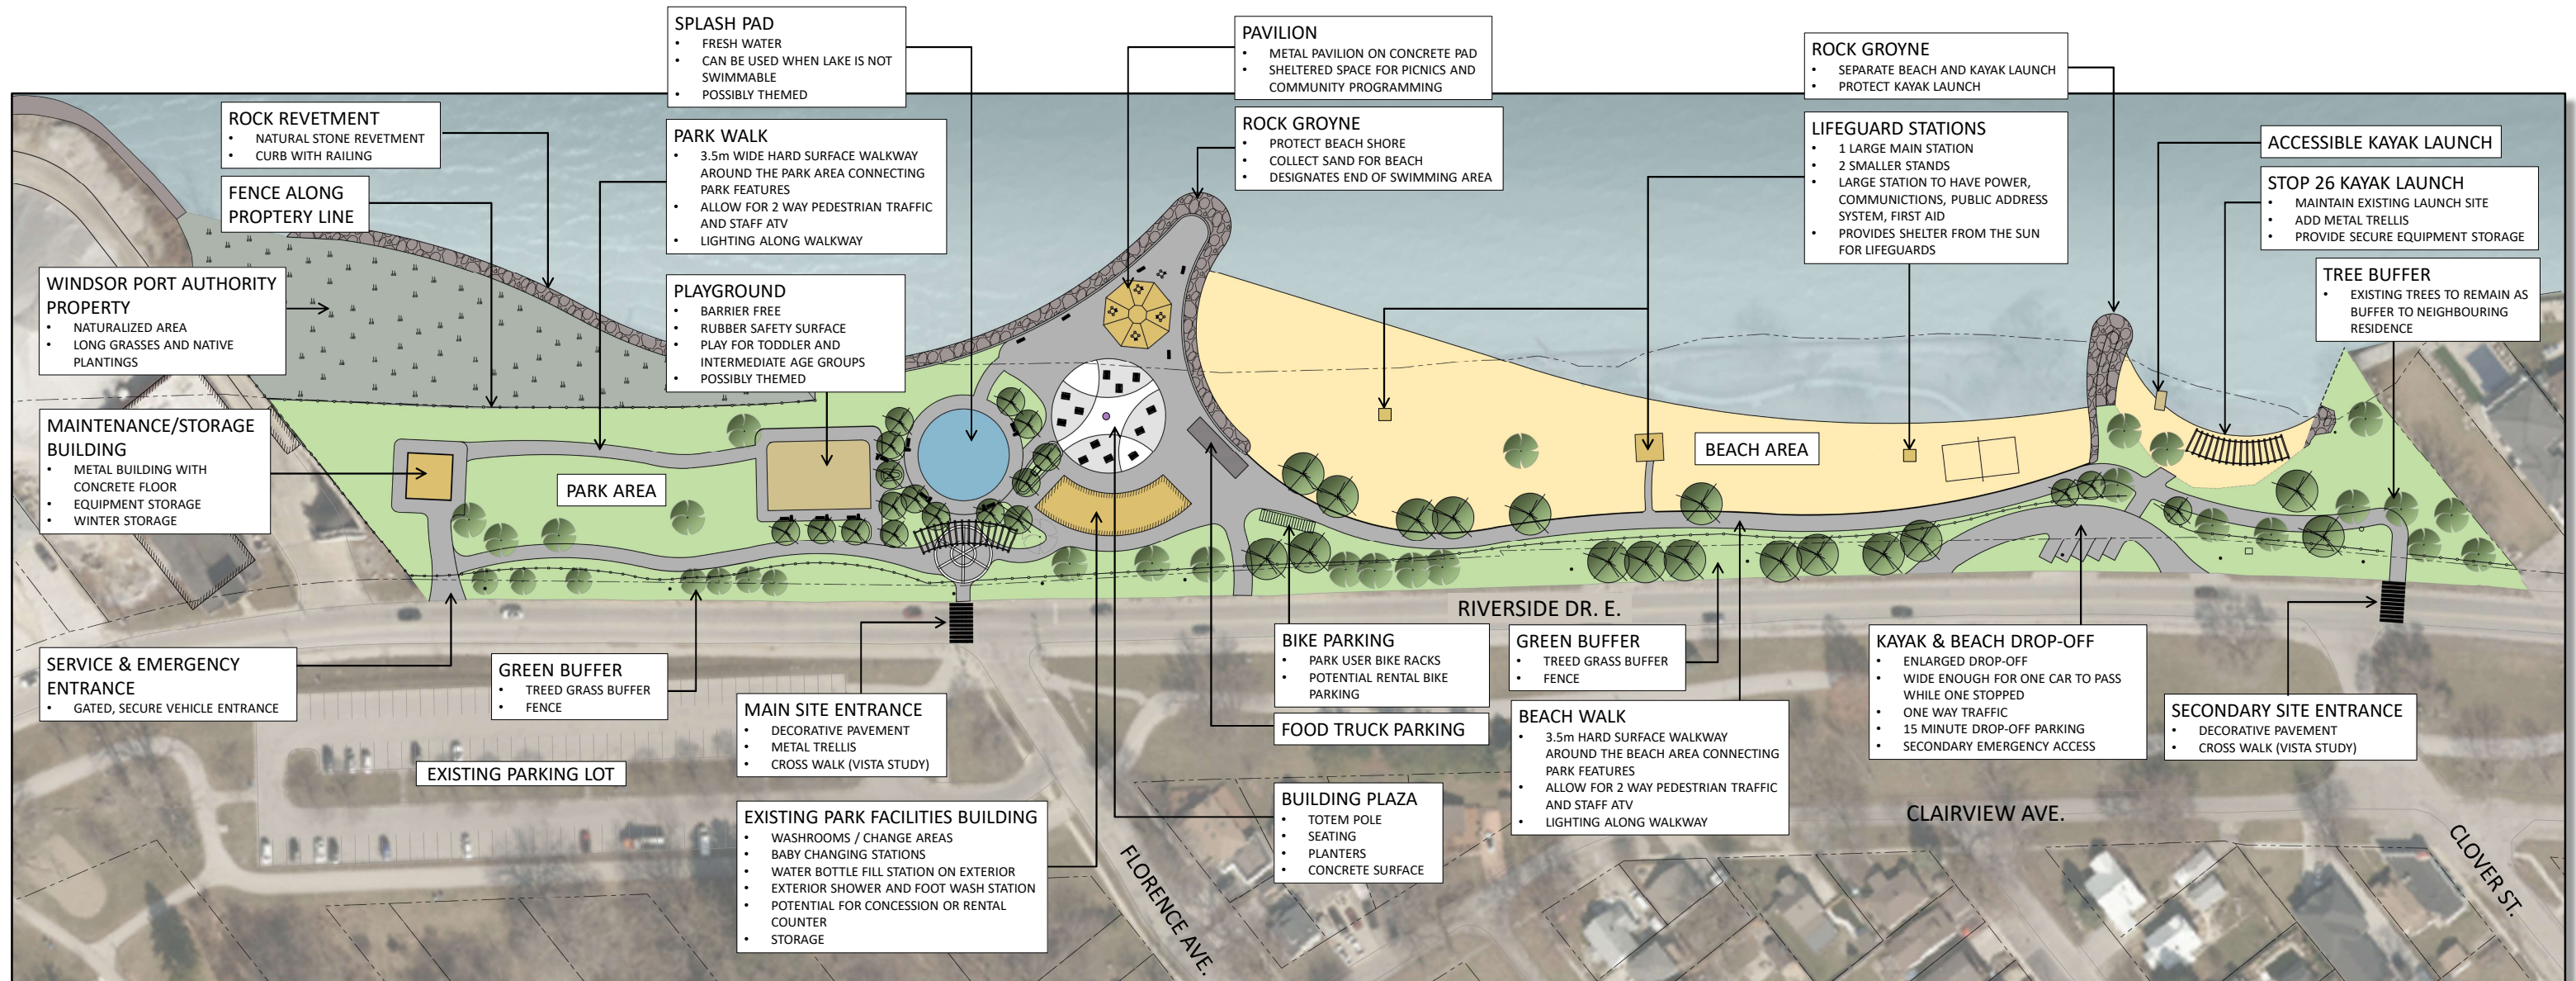 SPLASH PAD
• FRESH WATER
• CAN BE USED WHEN LAKE IS NOT
SWIMMABLE
• POSSIBLY THEMED
PAVILION
• METAL PAVILION ON CONCRETE PAD
• SHELTERED SPACE FOR PICNICS AND
COMMUNITY PROGRAMMING
ROCK GROYNE
• SEPARATE BEACH AND KAYAK LAUNCH
• PROTECT KAYAK LAUNCH
ROCK REVETMENT
• NATURAL STONE REVETMENT
• CURB WITH RAILING
PARK WALK
• 3.5m WIDE HARD SURFACE WALKWAY
AROUND THE PARK AREA CONNECTING
PARK FEATURES
• ALLOW FOR 2 WAY PEDESTRIAN TRAFFIC
AND STAFF ATV
• LIGHTING ALONG WALKWAY
ROCK GROYNE
• PROTECT BEACH SHORE
• COLLECT SAND FOR BEACH
• DESIGNATES END OF SWIMMING AREA
LIFEGUARD STATIONS
• 1 LARGE MAIN STATION
• 2 SMALLER STANDS
• LARGE STATION TO HAVE POWER,
COMMUNICTIONS, PUBLIC ADDRESS
SYSTEM, FIRST AID
• PROVIDES SHELTER FROM THE SUN
FOR LIFEGUARDS
ACCESSIBLE KAYAK LAUNCH
STOP 26 KAYAK LAUNCH
• MAINTAIN EXISTING LAUNCH SITE
• ADD METAL TRELLIS
• PROVIDE SECURE EQUIPMENT STORAGE
FENCE ALONG
PROPTERY LINE
WINDSOR PORT AUTHORITY
PROPERTY
• NATURALIZED AREA
• LONG GRASSES AND NATIVE
PLANTINGS
PLAYGROUND
• BARRIER FREE
• RUBBER SAFETY SURFACE
• PLAY FOR TODDLER AND
INTERMEDIATE AGE GROUPS
• POSSIBLY THEMED
TREE BUFFER
• EXISTING TREES TO REMAIN AS
BUFFER TO NEIGHBOURING
RESIDENCE
MAINTENANCE/STORAGE
BUILDING
• METAL BUILDING WITH
CONCRETE FLOOR
• EQUIPMENT STORAGE
• WINTER STORAGE
PARK AREA
BEACH AREA
RIVERSIDE DR. E.
SERVICE & EMERGENCY
ENTRANCE
• GATED, SECURE VEHICLE ENTRANCE
GREEN BUFFER
• TREED GRASS BUFFER
• FENCE
MAIN SITE ENTRANCE
• DECORATIVE PAVEMENT
• METAL TRELLIS
• CROSS WALK (VISTA STUDY)
BIKE PARKING
• PARK USER BIKE RACKS
• POTENTIAL RENTAL BIKE
PARKING
FOOD TRUCK PARKING
GREEN BUFFER
• TREED GRASS BUFFER
• FENCE
BEACH WALK
• 3.5m HARD SURFACE WALKWAY
AROUND THE BEACH AREA CONNECTING
PARK FEATURES
• ALLOW FOR 2 WAY PEDESTRIAN TRAFFIC
AND STAFF ATV
• LIGHTING ALONG WALKWAY
KAYAK & BEACH DROP-OFF
• ENLARGED DROP-OFF
• WIDE ENOUGH FOR ONE CAR TO PASS
WHILE ONE STOPPED
• ONE WAY TRAFFIC
• 15 MINUTE DROP-OFF PARKING
• SECONDARY EMERGENCY ACCESS
SECONDARY SITE ENTRANCE
• DECORATIVE PAVEMENT
• CROSS WALK (VISTA STUDY)
EXISTING PARKING LOT
EXISTING PARK FACILITIES BUILDING
• WASHROOMS / CHANGE AREAS
• BABY CHANGING STATIONS
• WATER BOTTLE FILL STATION ON EXTERIOR
• EXTERIOR SHOWER AND FOOT WASH STATION
• POTENTIAL FOR CONCESSION OR RENTAL
COUNTER
• STORAGE
BUILDING PLAZA
• TOTEM POLE
• SEATING
• PLANTERS
• CONCRETE SURFACE
CLAIRVIEW AVE.
FLORENCE AVE.
CLOVER ST.